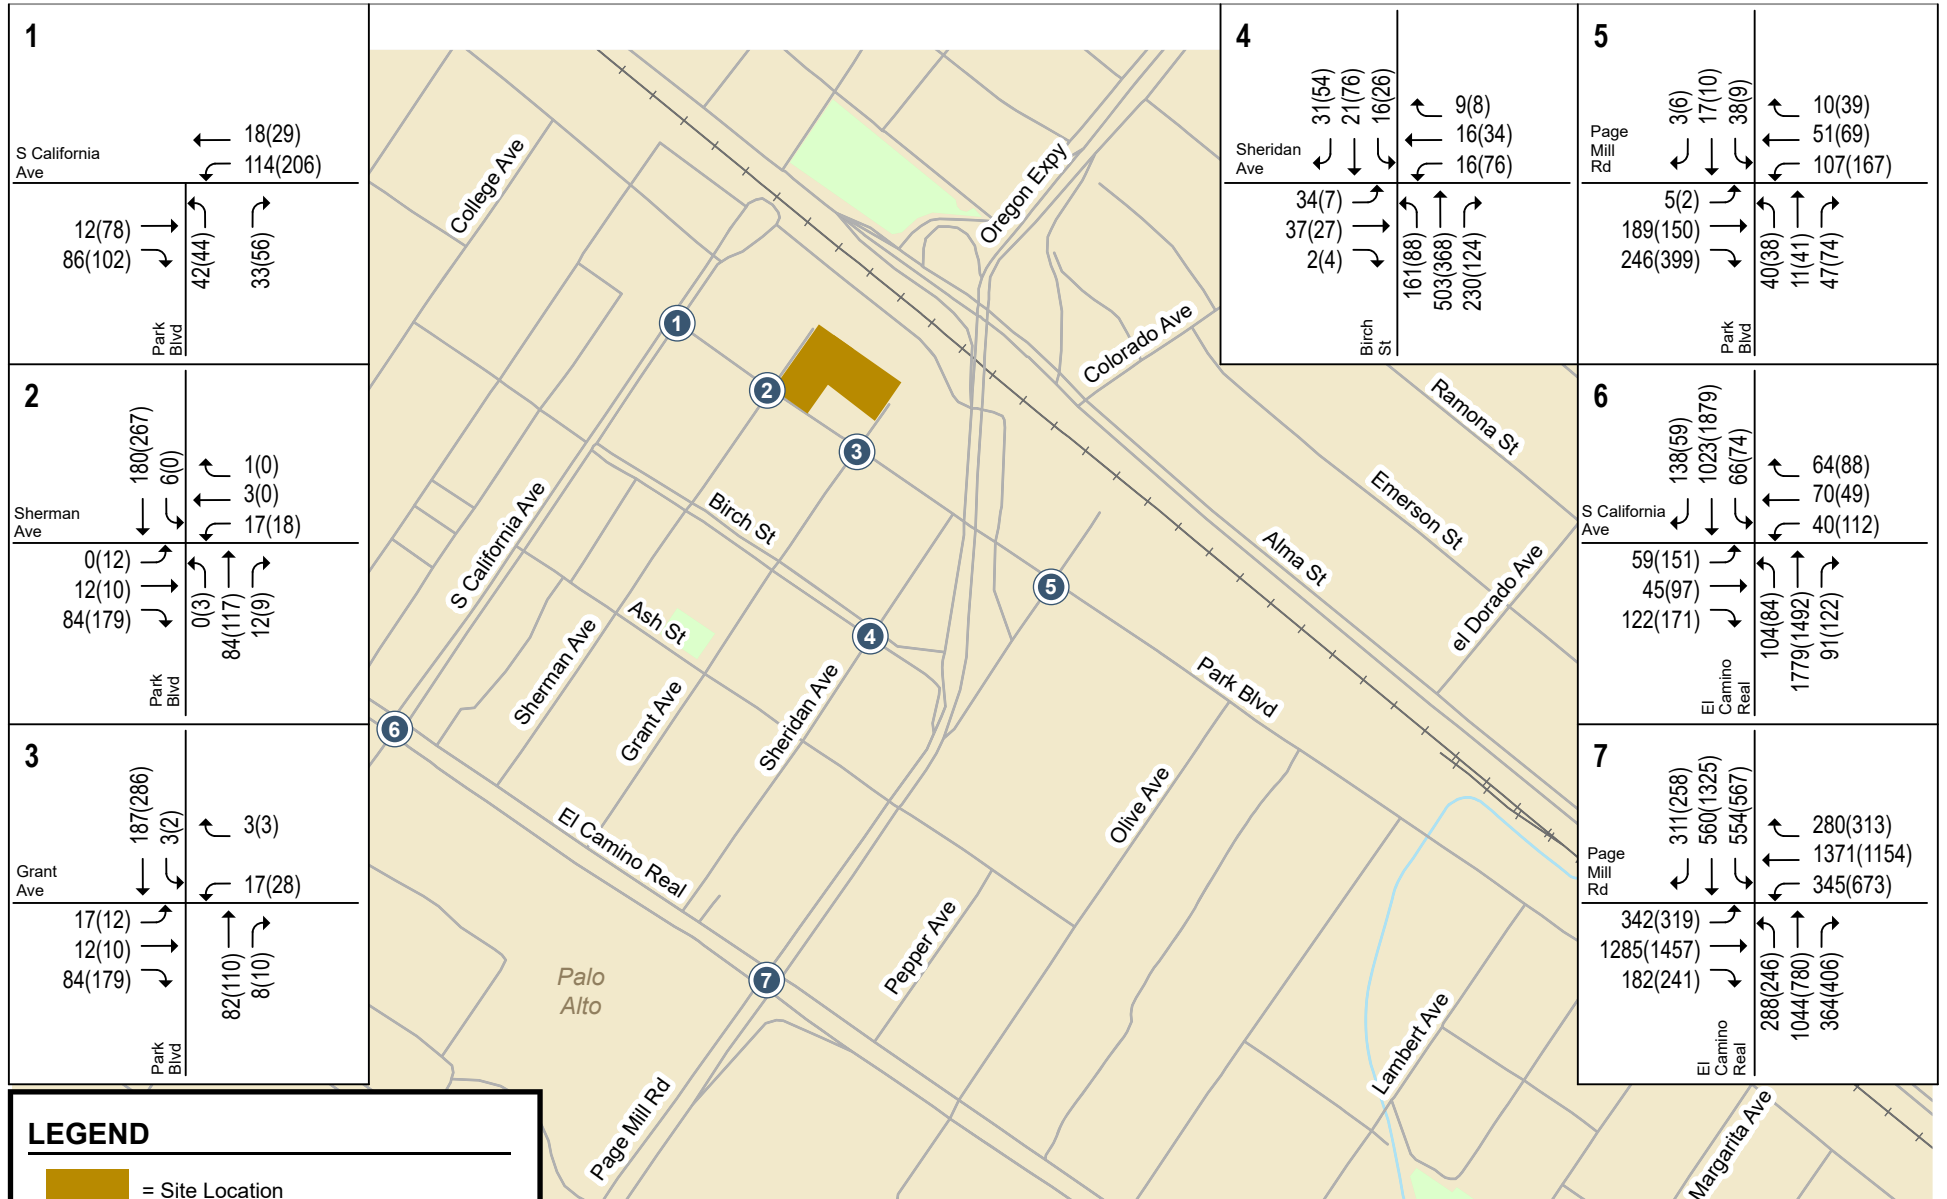 1
S California
Ave
18(29)
114(206)
12(78)
86(102)
42(44)
33(56)
Park
Blvd
2
Sherman
Ave
180(267)
6(0)
1(0)
3(0)
17(18)
0(12)
12(10)
84(179)
0(3)
84(117)
12(9)
Park
Blvd
3
Grant
Ave
187(286)
3(2)
3(3)
17(28)
17(12)
12(10)
84(179)
82(110)
8(10)
Park
Blvd
4
Sheridan
Ave
31(54)
21(76)
16(26)
9(8)
16(34)
16(76)
34(7)
37(27)
2(4)
161(88)
503(368)
230(124)
Birch
St
5
Page
Mill
Rd
3(6)
17(10)
38(9)
10(39)
51(69)
107(167)
5(2)
189(150)
246(399)
40(38)
11(41)
47(74)
Park
Blvd
6
S California
Ave
138(59)
1023(1879)
66(74)
64(88)
70(49)
40(112)
59(151)
45(97)
122(171)
104(84)
1779(1492)
91(122)
El
Camino
Real
7
Page
Mill
Rd
311(258)
560(1325)
554(567)
280(313)
1371(1154)
345(673)
342(319)
1285(1457)
182(241)
288(246)
1044(780)
364(406)
El
Camino
Real
College Ave
Oregon Expy
1
2
3
Colorado Ave
Ramona St
Emerson St
el Dorado Ave
Alma St
S California Ave
Birch St
5
4
Ash St
Sherman Ave
Grant Ave
Sheridan Ave
Park Blvd
6
El Camino Real
Olive Ave
Pepper Ave
Palo
Alto
7
Lambert Ave
Page Mill Rd
Margarita Ave
LEGEND
= Site Location